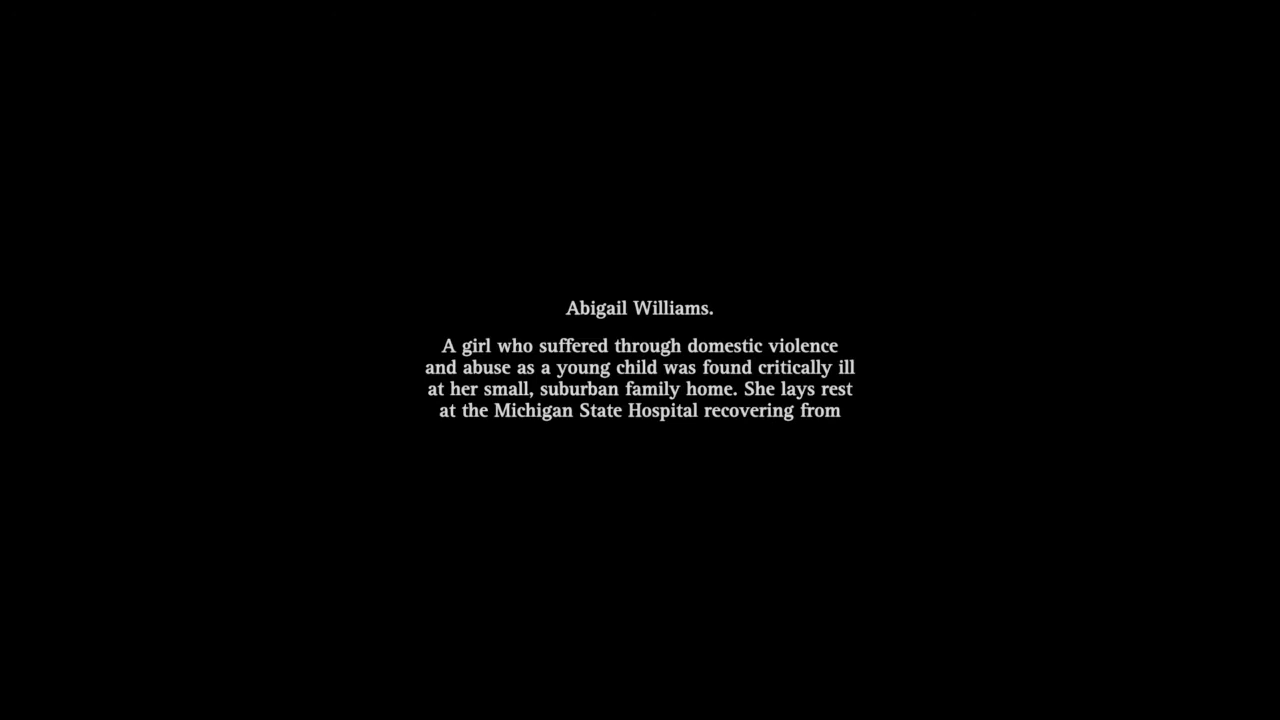 Abigail Williams.
A girl who suffered through domestic violence
and abuse as a young child was found critically ill
at her small, suburban family home. She lays rest
at the Michigan State Hospital recovering from